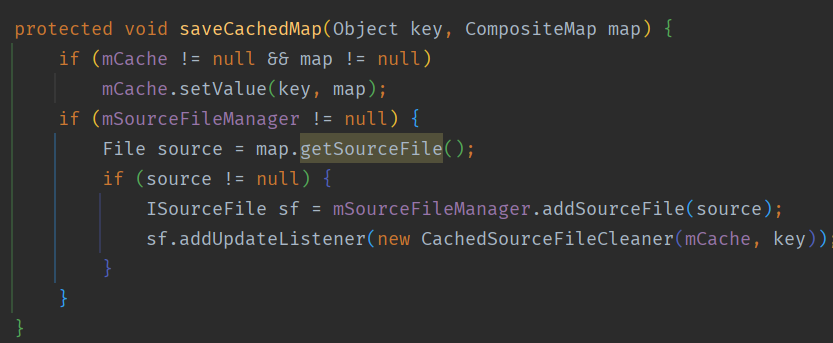 protected void saveCachedMap(Object key, CompositeMap map) {
    if (mCache != null && map != null)
        mCache.setValue(key, map);
    if (mSourceFileManager != null) {
        File source = map.getSourceFile();
        if (source != null) {
            ISourceFile sf = mSourceFileManager.addSourceFile(source);
            sf.addUpdateListener(new CachedSourceFileCleaner(mCache, key));
        }
    }
}